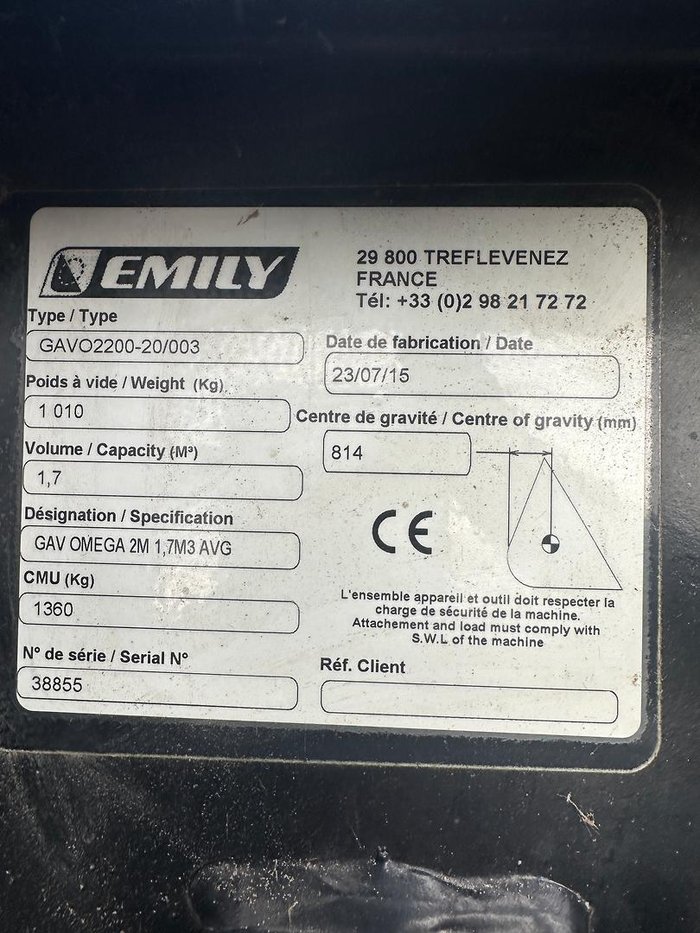 EMILY
29 800 TREFLEVENEZ
FRANCE
Tél: +33 (0)2 98 21 72 72
Type / Type
GAVO2200-20/003
Date de fabrication / Date
23/07/15
Poids à vide / Weight (Kg)
1 010
Centre de gravité / Centre of gravity (mm)
814
Volume / Capacity (M³)
1,7
Désignation / Specification
GAV OMEGA 2M 1,7M3 AVG
CE
CMU (Kg)
1360
L'ensemble appareil et outil doit respecter la
charge de sécurité de la machine.
Attachement and load must comply with
S.W.L of the machine
N° de série / Serial N°
38855
Réf. Client